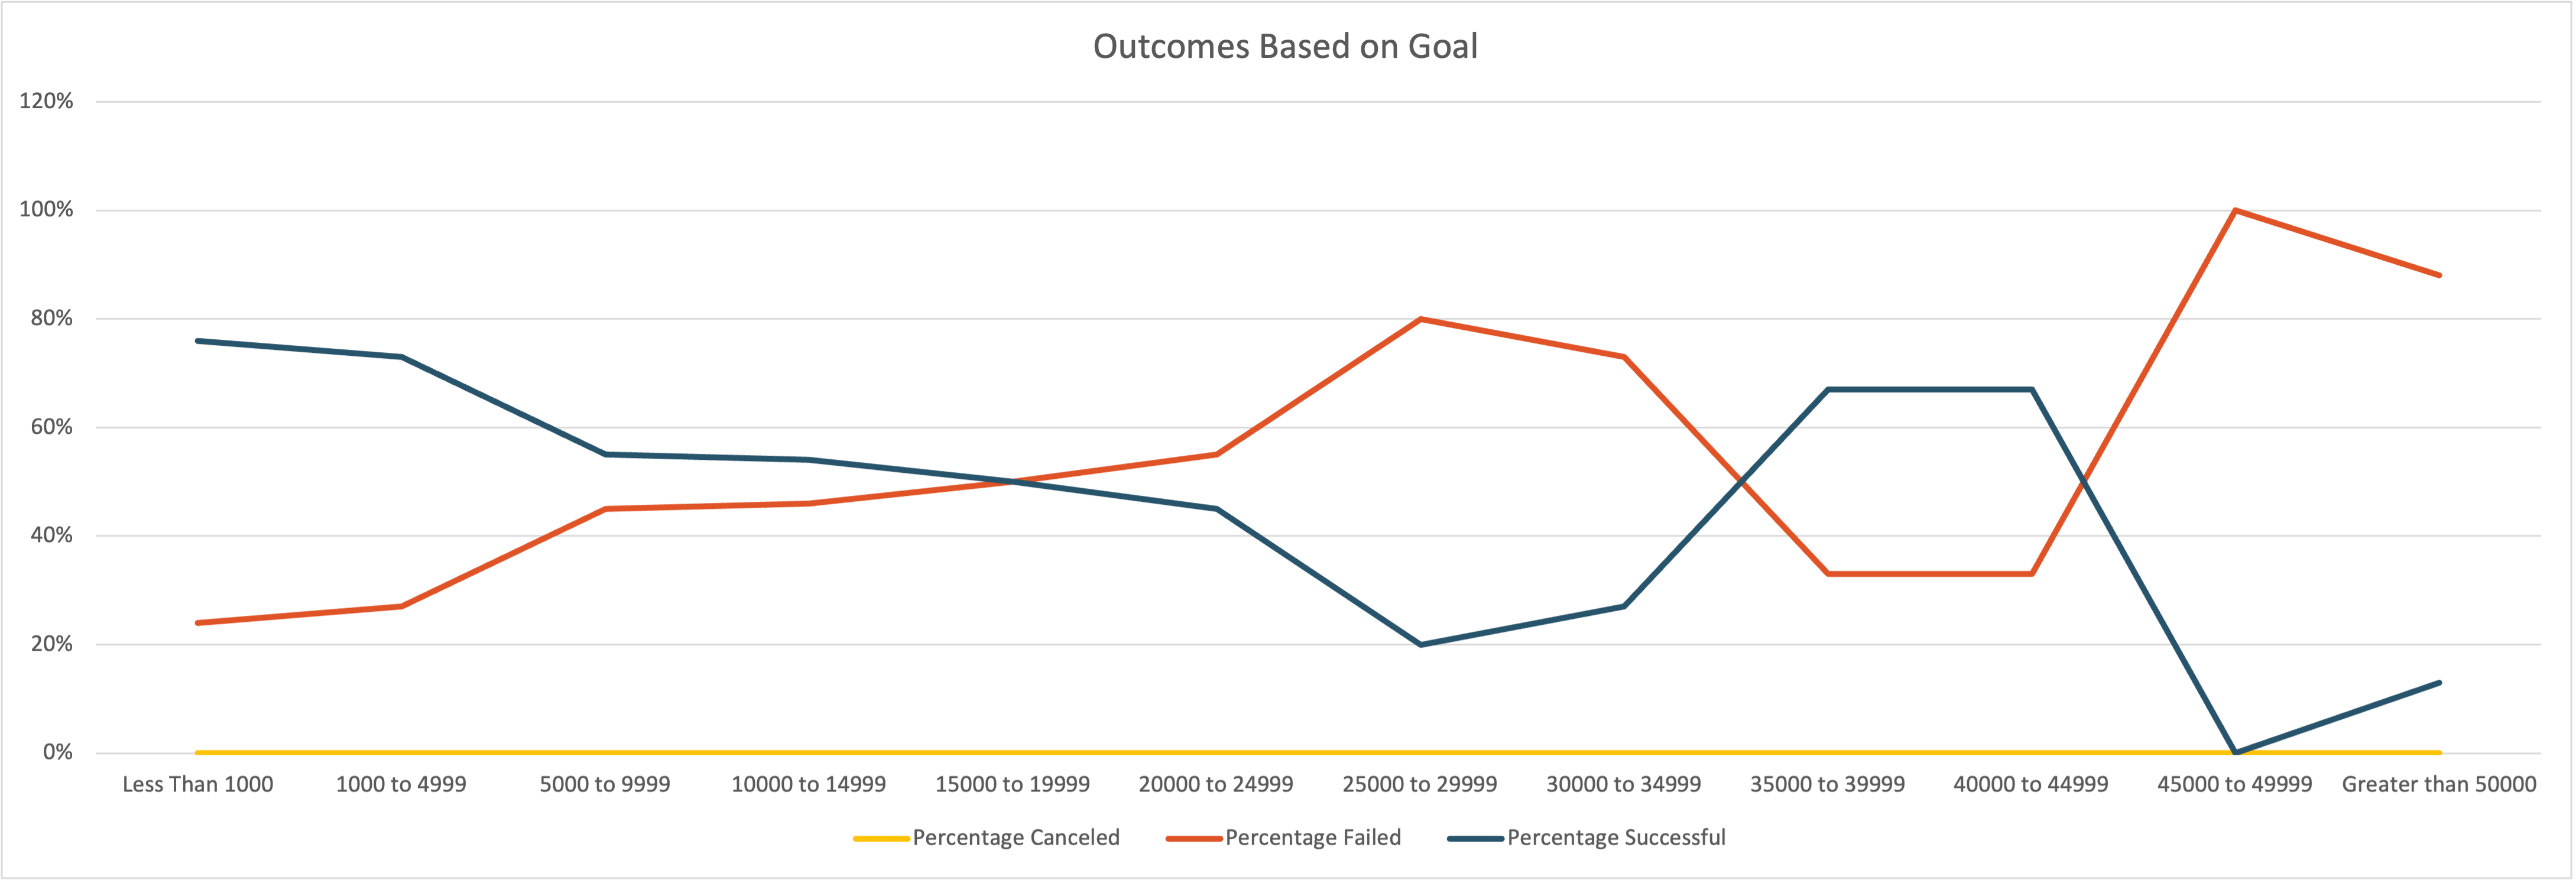 Outcomes Based on Goal
120%
100%
80%
60%
40%
20%
0%
Less Than 1000 1000 to 4999 5000 to 9999 10000 to 14999 15000 to 19999 20000 to 24999 25000 to 29999 30000 to 34999 35000 to 39999 40000 to 44999 45000 to 49999 Greater than 50000
Percentage Canceled Percentage Failed Percentage Successful